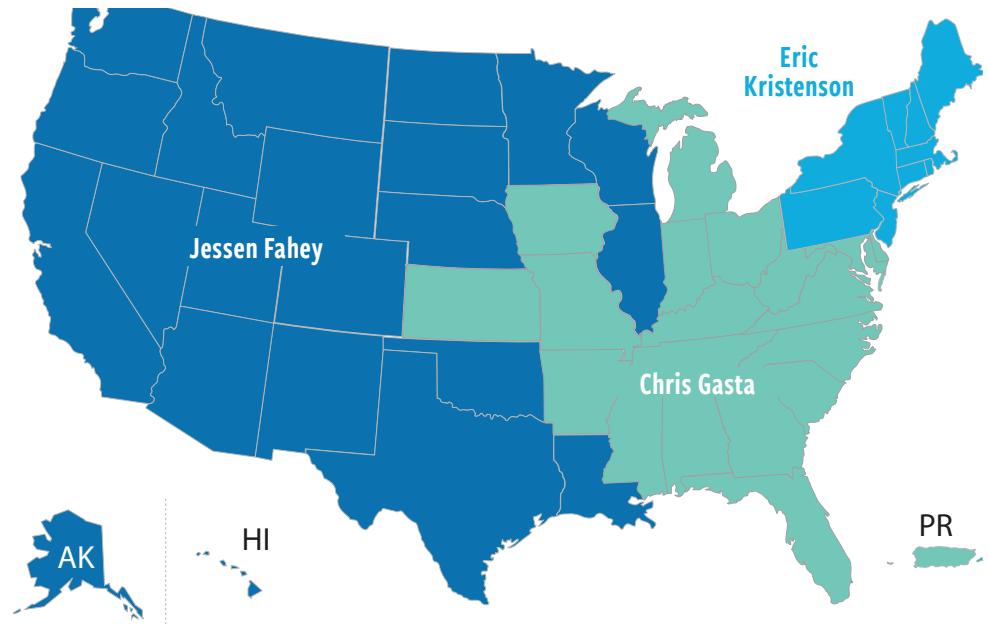 Eric
Kristenson
Jessen Fahey
Chris Gasta
AK
HI
PR